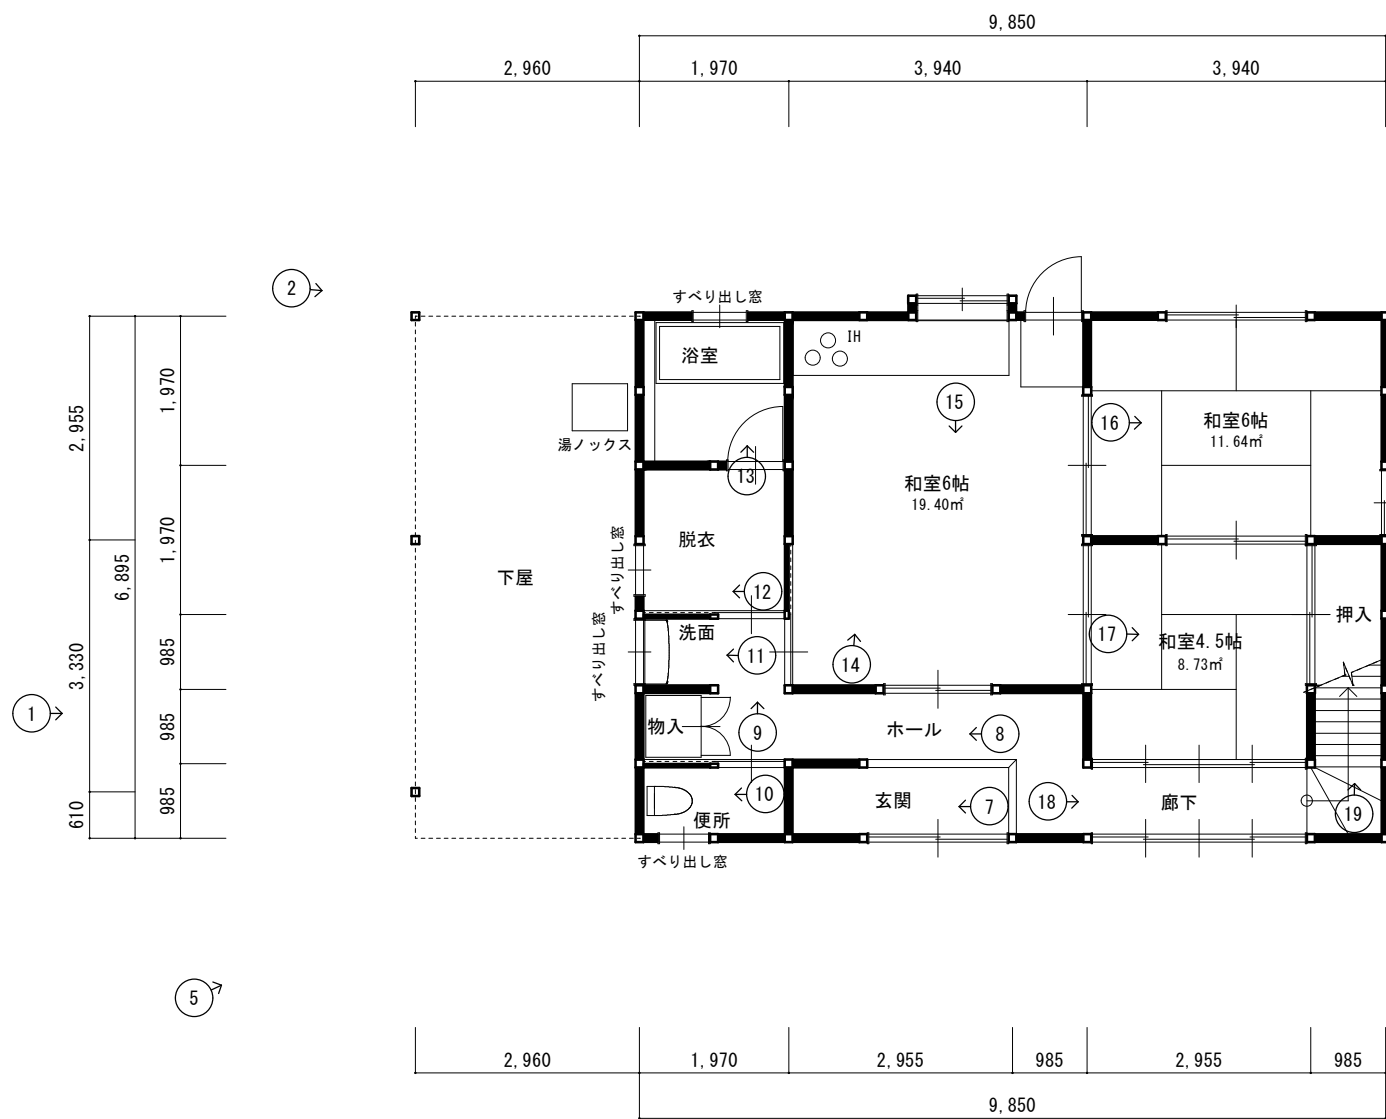 9,850
2,960
1,970
3,940
3,940
2
すべり出し窓
浴室
IH
15
16
和室6帖
11.64㎡
湯ノックス
13
和室6帖
19.40㎡
2,955
1,970
1,970
6,895
脱衣
すべり出し窓
下屋
12
押入
洗面
11
14
17
和室4.5帖
8.73㎡
すべり出し窓
3,330
985
985
985
610
1
物入
9
ホール
8
10
便所
玄関
7
18
廊下
19
すべり出し窓
5
2,960
1,970
2,955
985
2,955
985
9,850